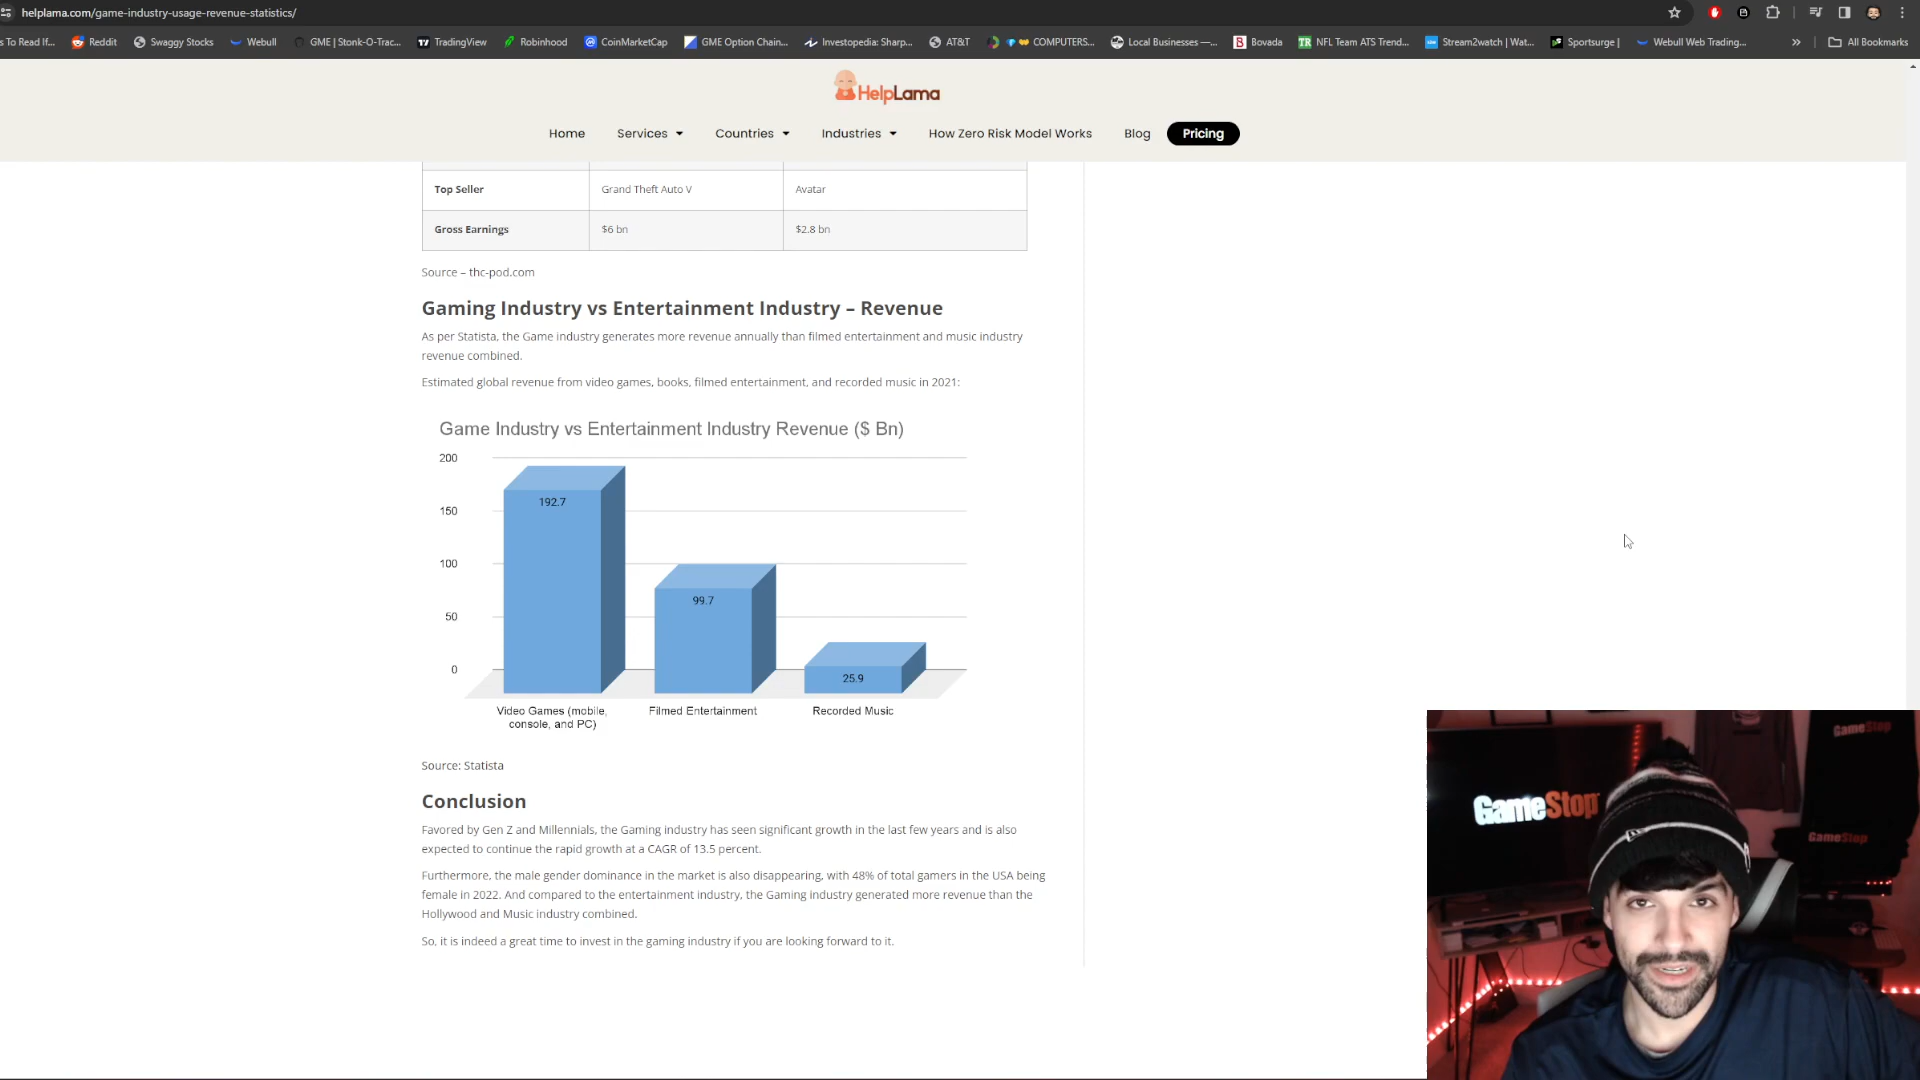 helplama.com/game-industry-usage-revenue-statistics/
s To Read If...
Reddit
Swaggy Stocks
Webull
GME | Stonk-O-Trac...
TradingView
Robinhood
CoinMarketCap
GME Option Chain...
Investopedia: Sharp...
AT&T
COMPUTERS...
Local Businesses —...
Bovada
NFL Team ATS Trend...
Stream2watch | Wat...
Sportsurge |
Webull Web Trading...
»
All Bookmarks
HelpLama
Home
Services
Countries
Industries
How Zero Risk Model Works
Blog
Pricing
Top Seller
Grand Theft Auto V
Avatar
Gross Earnings
$6 bn
$2.8 bn
Source – thc-pod.com
Gaming Industry vs Entertainment Industry – Revenue
As per Statista, the Game industry generates more revenue annually than filmed entertainment and music industry
revenue combined.
Estimated global revenue from video games, books, filmed entertainment, and recorded music in 2021:
Game Industry vs Entertainment Industry Revenue ($ Bn)
200
150
100
50
0
192.7
99.7
25.9
Video Games (mobile,
console, and PC)
Filmed Entertainment
Recorded Music
Source: Statista
Conclusion
Favored by Gen Z and Millennials, the Gaming industry has seen significant growth in the last few years and is also
expected to continue the rapid growth at a CAGR of 13.5 percent.
Furthermore, the male gender dominance in the market is also disappearing, with 48% of total gamers in the USA being
female in 2022. And compared to the entertainment industry, the Gaming industry generated more revenue than the
Hollywood and Music industry combined.
So, it is indeed a great time to invest in the gaming industry if you are looking forward to it.
GameStop
GameStop
GameStop